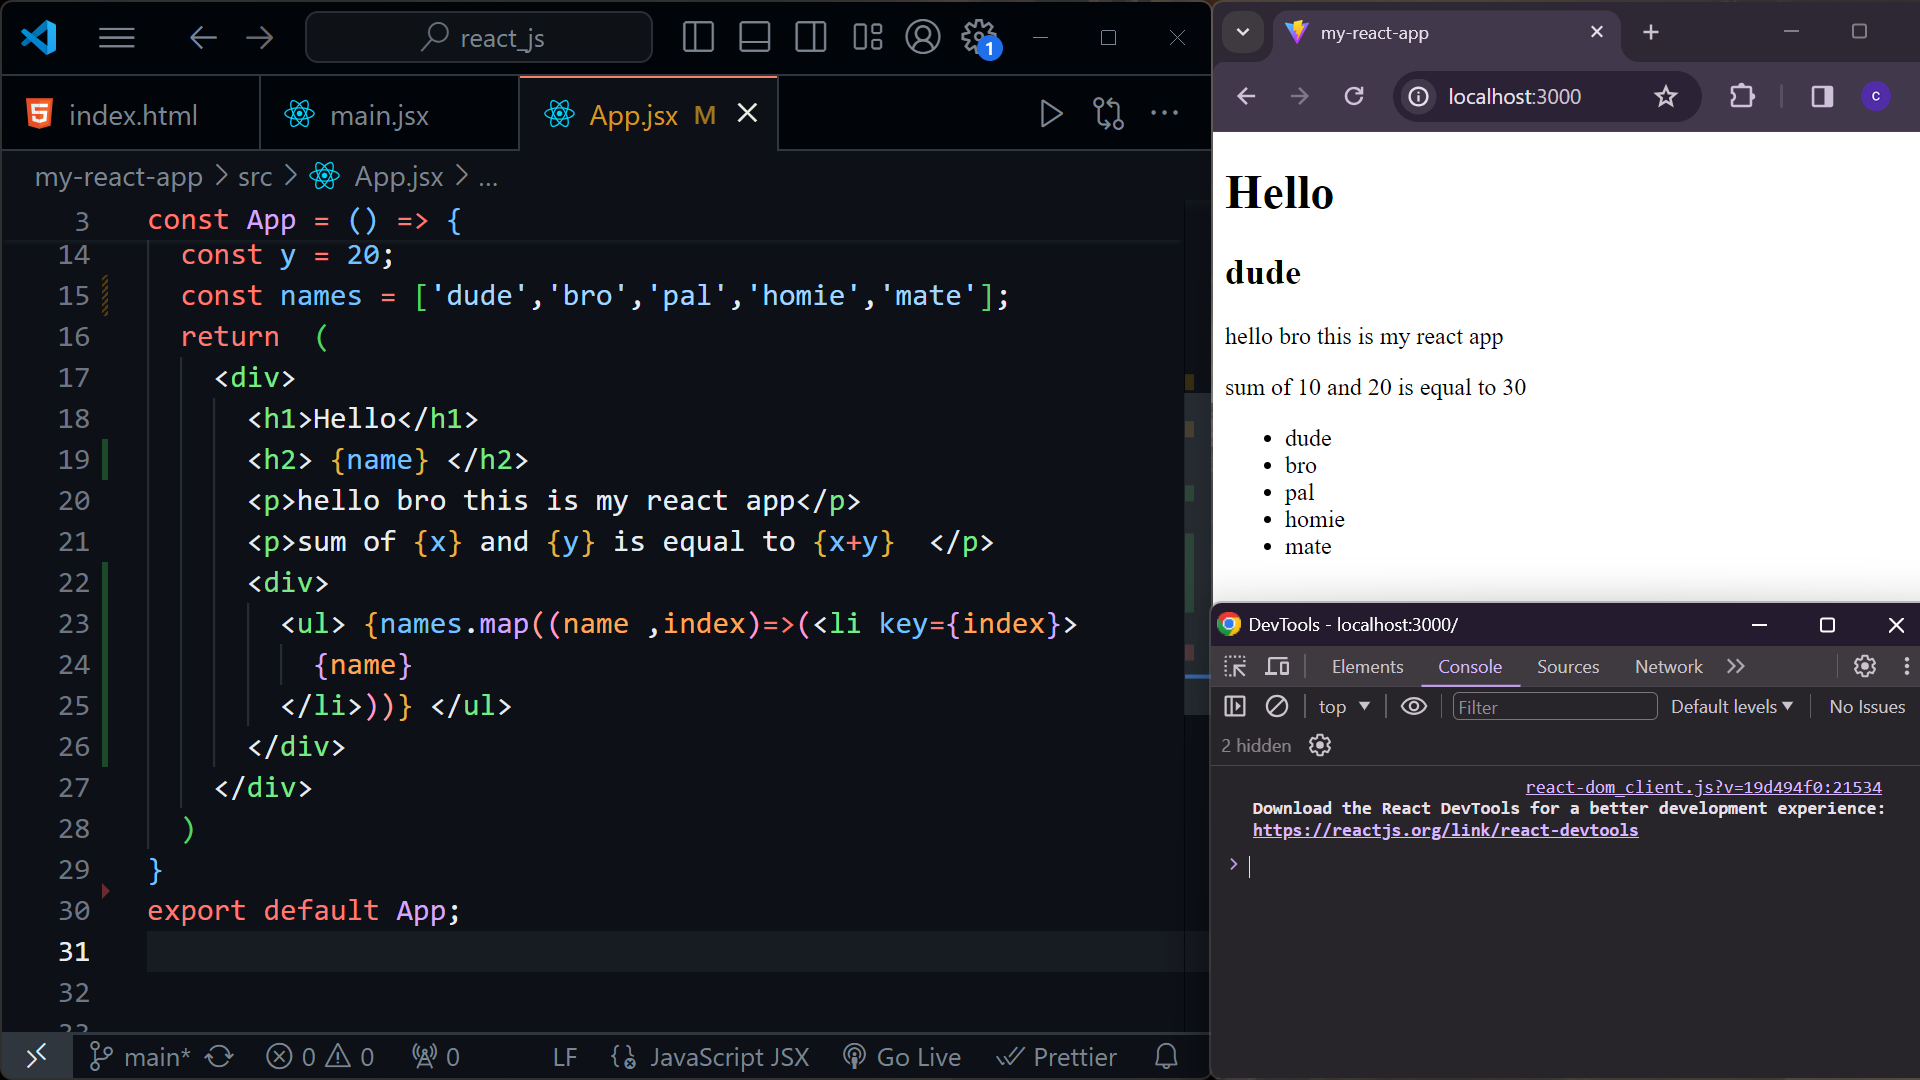 react_js
1
index.html
main.jsx
App.jsx M
my-react-app > src > App.jsx > ...
3 const App = () => {
14 const y = 20;
15 const names = ['dude','bro','pal','homie','mate'];
16 return  (
17 <div>
18 <h1>Hello</h1>
19 <h2> {name} </h2>
20 <p>hello bro this is my react app</p>
21 <p>sum of {x} and {y} is equal to {x+y}  </p>
22 <div>
23 <ul> {names.map((name ,index)=>(<li key={index}>
24 {name}
25 </li>))} </ul>
26 </div>
27 </div>
28 )
29 }
30 export default App;
31
32
main* 0 0 0 LF JavaScript JSX Go Live Prettier
my-react-app
localhost:3000
C
Hello
dude
hello bro this is my react app
sum of 10 and 20 is equal to 30
• dude
• bro
• pal
• homie
• mate
DevTools - localhost:3000/
Elements Console Sources Network
top Filter Default levels No Issues
2 hidden
react-dom_client.js?v=19d494f0:21534
Download the React DevTools for a better development experience:
https://reactjs.org/link/react-devtools
>